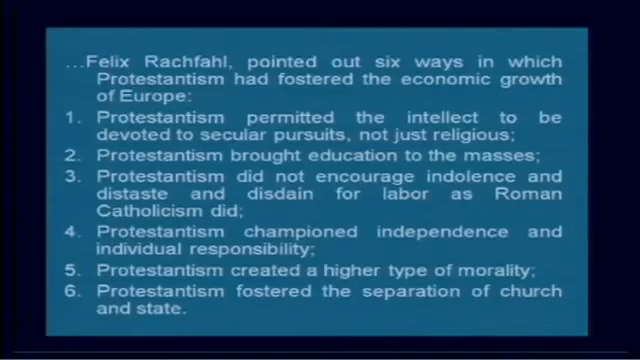 ...Felix Rachfahl, pointed out six ways in which
Protestantism had fostered the economic growth
of Europe:
1. Protestantism permitted the intellect to be
devoted to secular pursuits, not just religious;
2. Protestantism brought education to the masses;
3. Protestantism did not encourage indolence and
distaste and disdain for labor as Roman
Catholicism did;
4. Protestantism championed independence and
individual responsibility;
5. Protestantism created a higher type of morality;
6. Protestantism fostered the separation of church
and state.